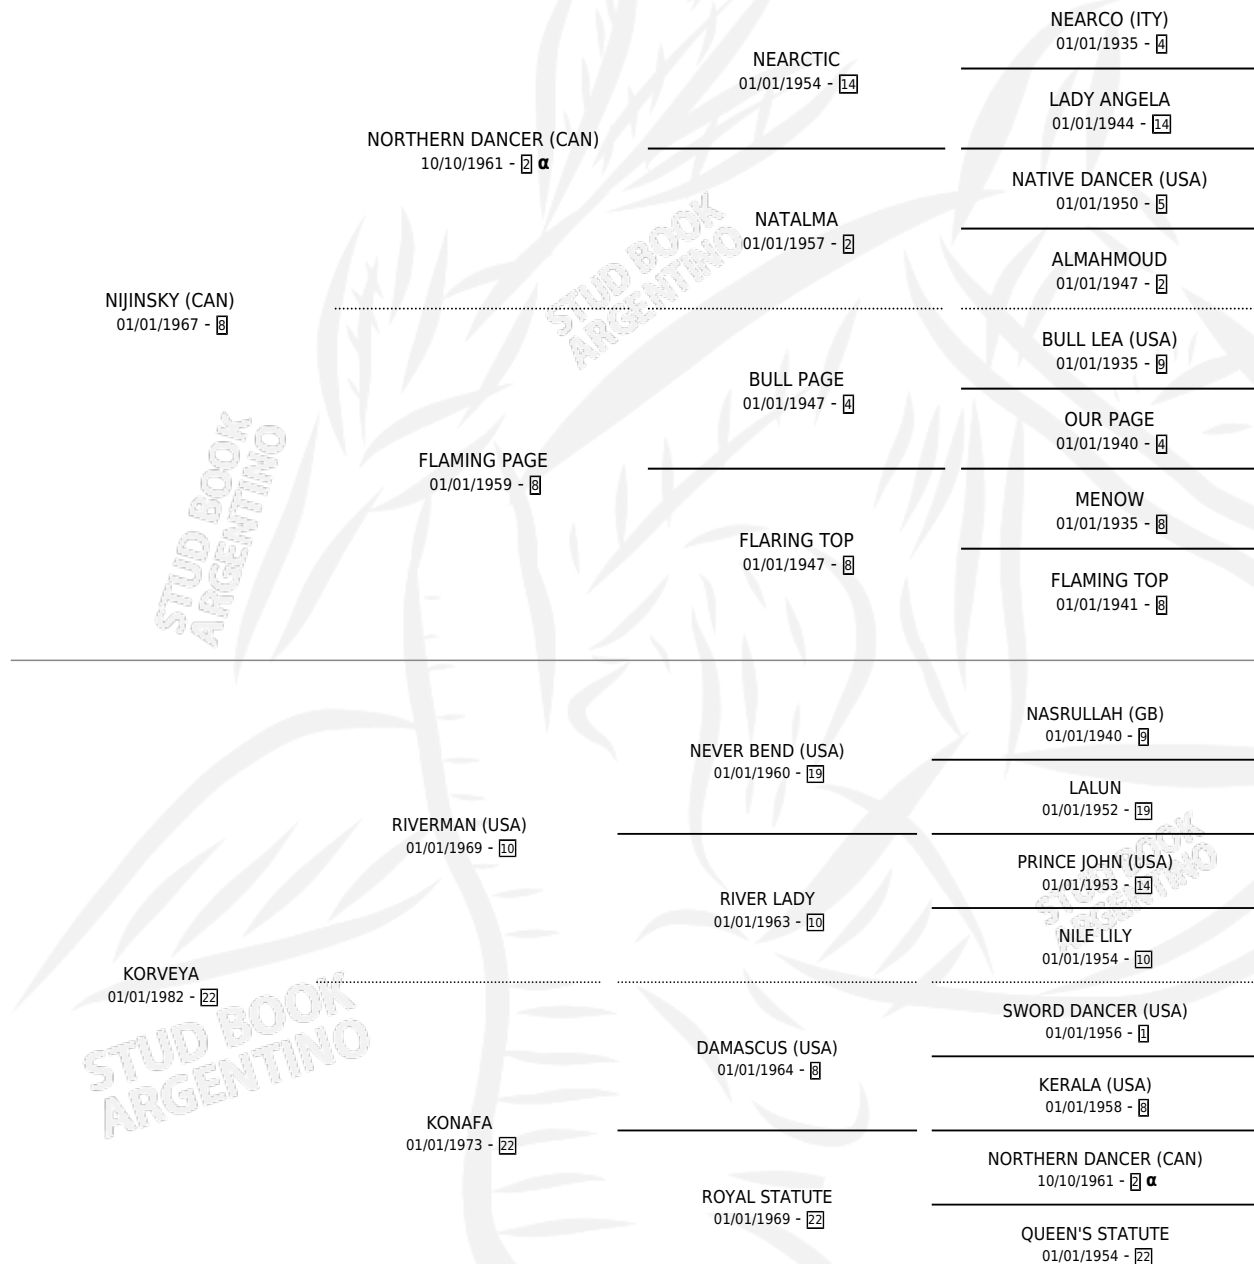 NEARCO (ITY)
01/01/1935 - 4
NEARCTIC
01/01/1954 - 14
LADY ANGELA
01/01/1944 - 14
NORTHERN DANCER (CAN)
10/10/1961 - 2 α
NATIVE DANCER (USA)
01/01/1950 - 5
NATALMA
01/01/1957 - 2
ALMAHMOUD
01/01/1947 - 2
STUD BOOK
ARGENTINO
NIJINSKY (CAN)
01/01/1967 - 8
BULL LEA (USA)
01/01/1935 - 9
BULL PAGE
01/01/1947 - 4
OUR PAGE
01/01/1940 - 4
FLAMING PAGE
01/01/1959 - 8
MENOW
01/01/1935 - 8
FLARING TOP
01/01/1947 - 8
FLAMING TOP
01/01/1941 - 8
STUD BOOK
ARGENTINO
NASRULLAH (GB)
01/01/1940 - 9
NEVER BEND (USA)
01/01/1960 - 19
LALUN
01/01/1952 - 19
RIVERMAN (USA)
01/01/1969 - 10
PRINCE JOHN (USA)
01/01/1953 - 14
STUD BOOK
ARGENTINO
RIVER LADY
01/01/1963 - 10
NILE LILY
01/01/1954 - 10
KORVEYA
01/01/1982 - 22
STUD BOOK
ARGENTINO
SWORD DANCER (USA)
01/01/1956 - 1
DAMASCUS (USA)
01/01/1964 - 8
KERALA (USA)
01/01/1958 - 8
KONAFA
01/01/1973 - 22
NORTHERN DANCER (CAN)
10/10/1961 - 2 α
ROYAL STATUTE
01/01/1969 - 22
QUEEN'S STATUTE
01/01/1954 - 22